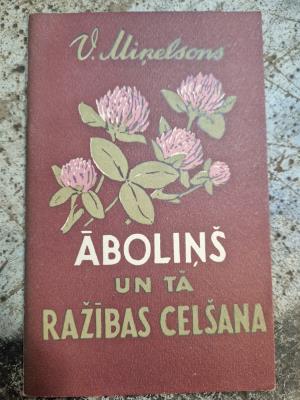 V. Miņelsons
ĀBOLIŅŠ
UN TĀ
RAŽĪBAS CELŠANA